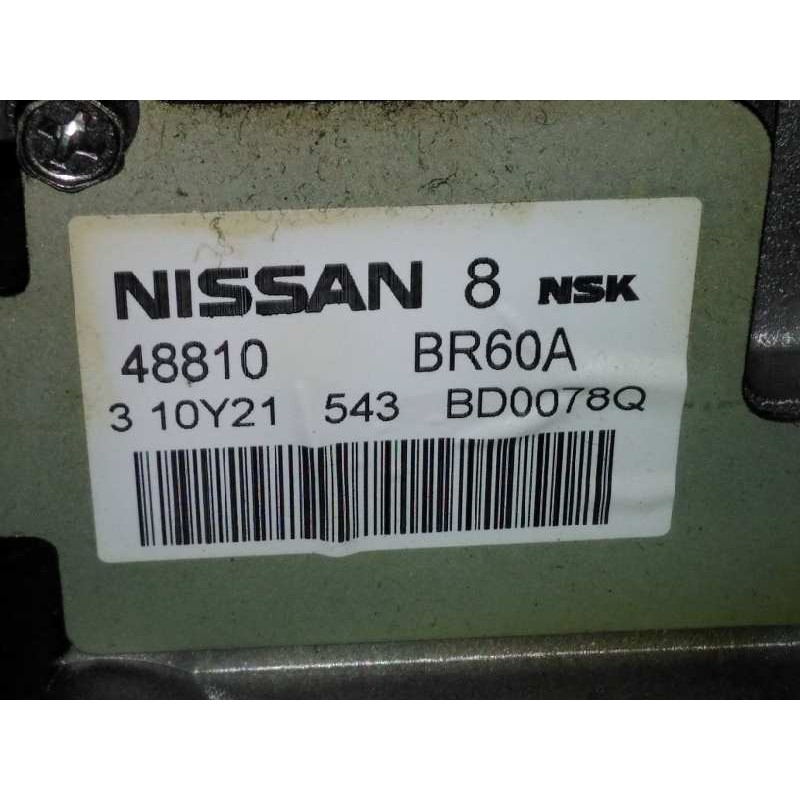 NISSAN 8 NSK
48810 BR60A
3 10Y21 543 BD0078Q